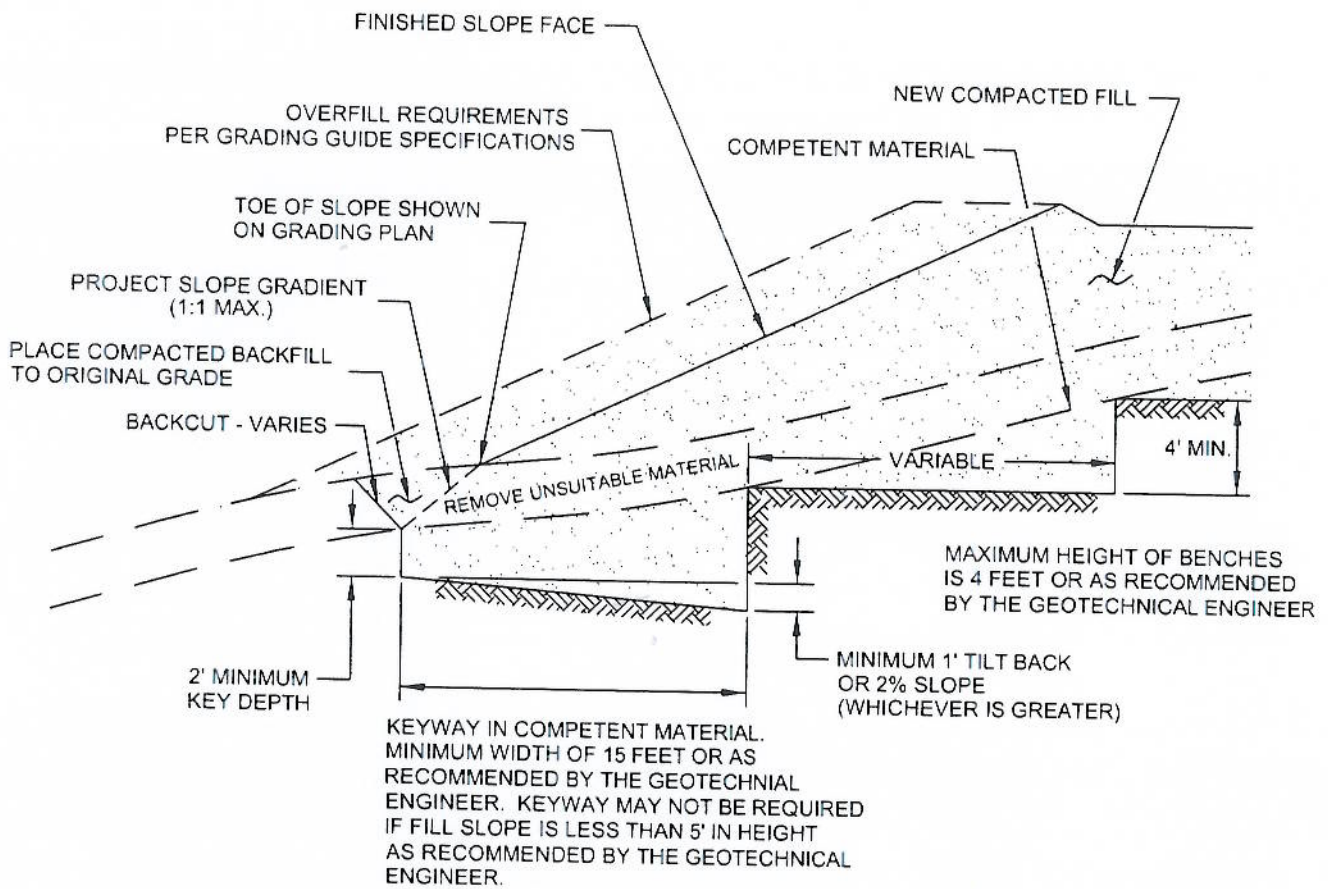 FINISHED SLOPE FACE
NEW COMPACTED FILL
OVERFILL REQUIREMENTS
PER GRADING GUIDE SPECIFICATIONS
COMPETENT MATERIAL
TOE OF SLOPE SHOWN
ON GRADING PLAN
PROJECT SLOPE GRADIENT
(1:1 MAX.)
PLACE COMPACTED BACKFILL
TO ORIGINAL GRADE
BACKCUT - VARIES
REMOVE UNSUITABLE MATERIAL
VARIABLE
4' MIN.
MAXIMUM HEIGHT OF BENCHES
IS 4 FEET OR AS RECOMMENDED
BY THE GEOTECHNICAL ENGINEER
2' MINIMUM
KEY DEPTH
MINIMUM 1' TILT BACK
OR 2% SLOPE
(WHICHEVER IS GREATER)
KEYWAY IN COMPETENT MATERIAL.
MINIMUM WIDTH OF 15 FEET OR AS
RECOMMENDED BY THE GEOTECHNIAL
ENGINEER. KEYWAY MAY NOT BE REQUIRED
IF FILL SLOPE IS LESS THAN 5' IN HEIGHT
AS RECOMMENDED BY THE GEOTECHNICAL
ENGINEER.